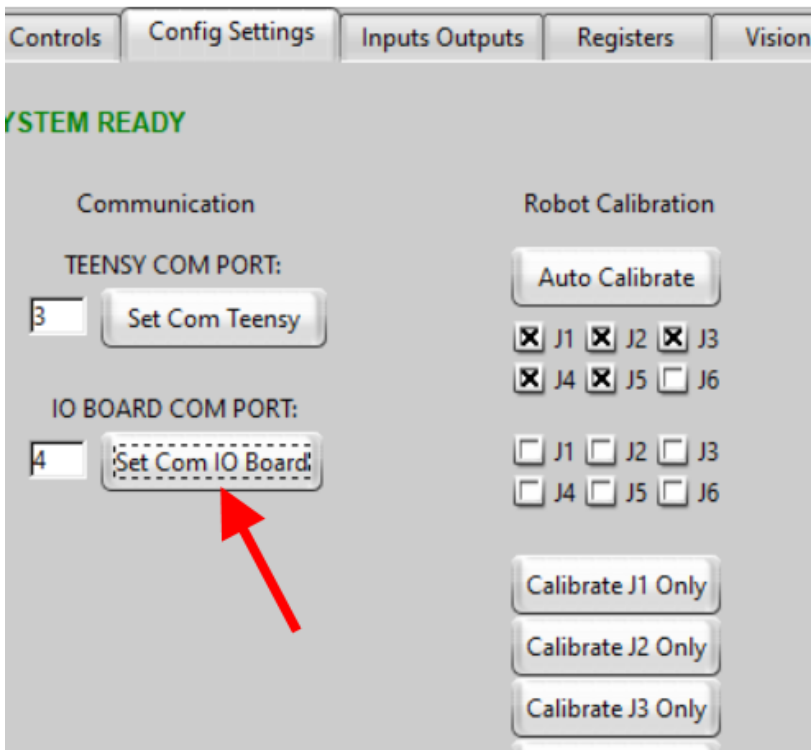 Controls Config Settings Inputs Outputs Registers Vision
YSTEM READY
Communication
TEENSY COM PORT:
3 Set Com Teensy
IO BOARD COM PORT:
4 Set Com IO Board
Robot Calibration
Auto Calibrate
J1 J2 J3
J4 J5 J6
J1 J2 J3
J4 J5 J6
Calibrate J1 Only
Calibrate J2 Only
Calibrate J3 Only